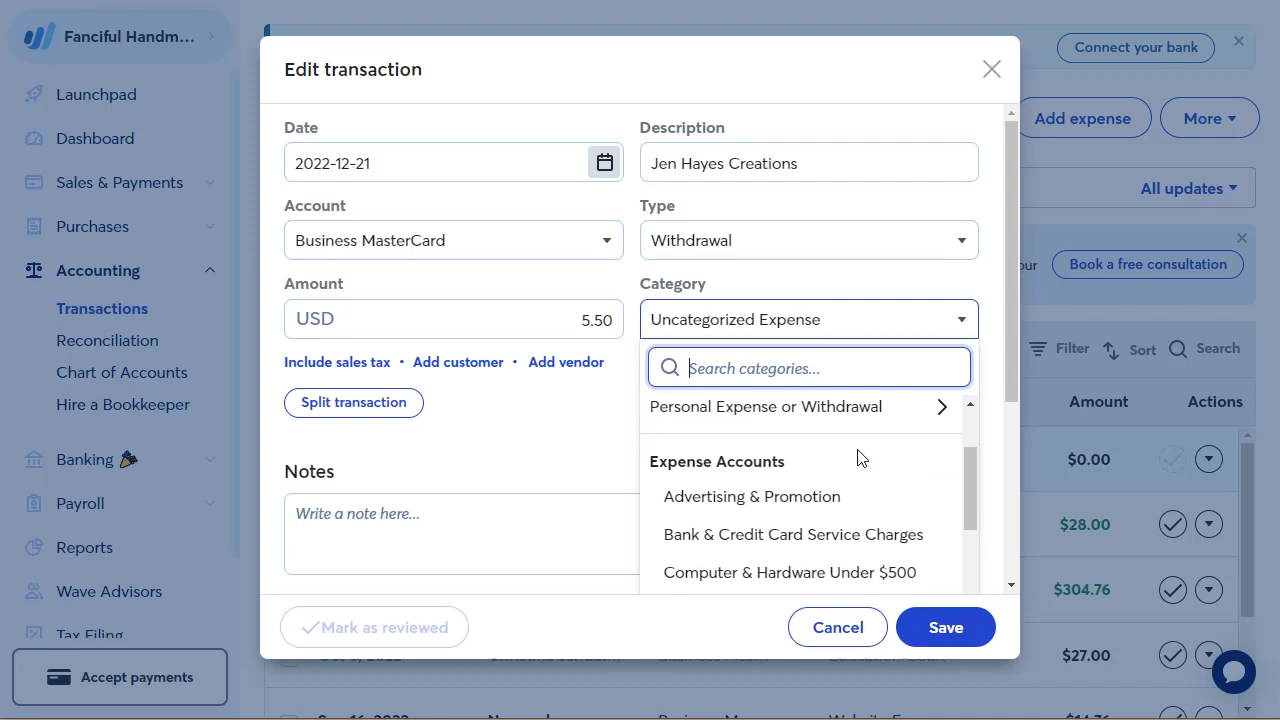 Fanciful Handm...
Launchpad
Dashboard
Sales & Payments
Purchases
Accounting
Transactions
Reconciliation
Chart of Accounts
Hire a Bookkeeper
Banking
Payroll
Reports
Wave Advisors
Tax Filing
Accept payments
Connect your bank
Add expense
More
All updates
our
Book a free consultation
Filter
Sort
Search
Amount
Actions
$0.00
$28.00
$304.76
$27.00
Edit transaction
Date
Description
2022-12-21
Jen Hayes Creations
Account
Type
Business MasterCard
Withdrawal
Amount
Category
USD
5.50
Uncategorized Expense
Include sales tax • Add customer • Add vendor
Search categories...
Split transaction
Personal Expense or Withdrawal
Expense Accounts
Advertising & Promotion
Bank & Credit Card Service Charges
Computer & Hardware Under $500
Notes
Write a note here...
Mark as reviewed
Cancel
Save